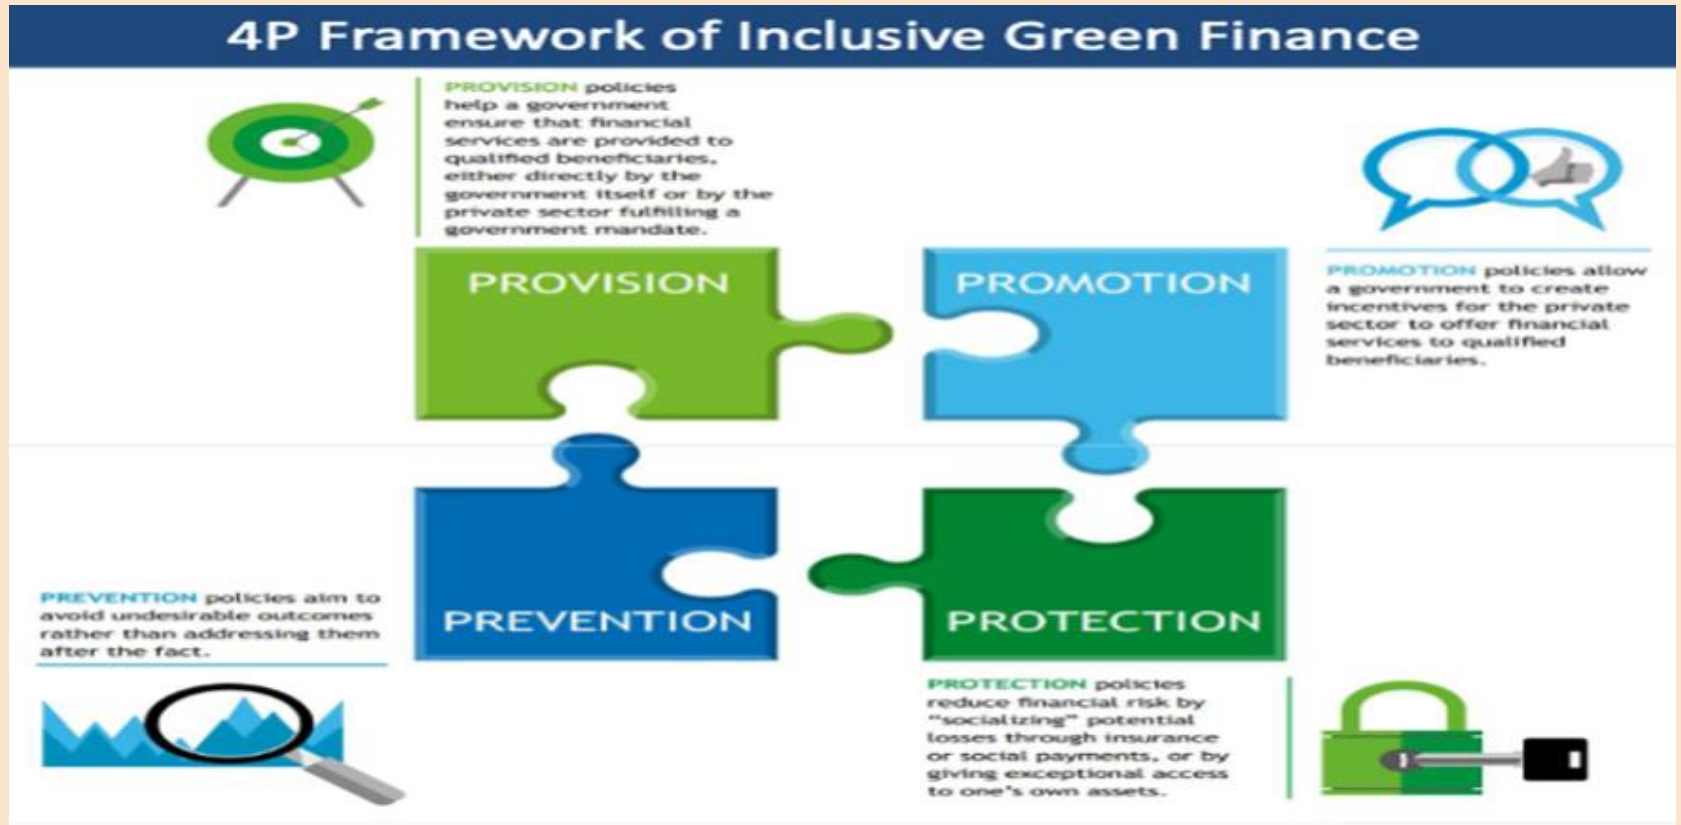 4P Framework of Inclusive Green Finance
PROVISION policies
help a government
ensure that financial
services are provided to
qualified beneficiaries,
either directly by the
government itself or by the
private sector fulfilling a
government mandate.
PROVISION
PROMOTION
PROMOTION policies allow
a government to create
incentives for the private
sector to offer financial
services to qualified
beneficiaries.
PREVENTION policies aim to
avoid undesirable outcomes
rather than addressing them
after the fact.
PREVENTION
PROTECTION
PROTECTION policies
reduce financial risk by
"socializing" potential
losses through insurance
or social payments, or by
giving exceptional access
to one's own assets.